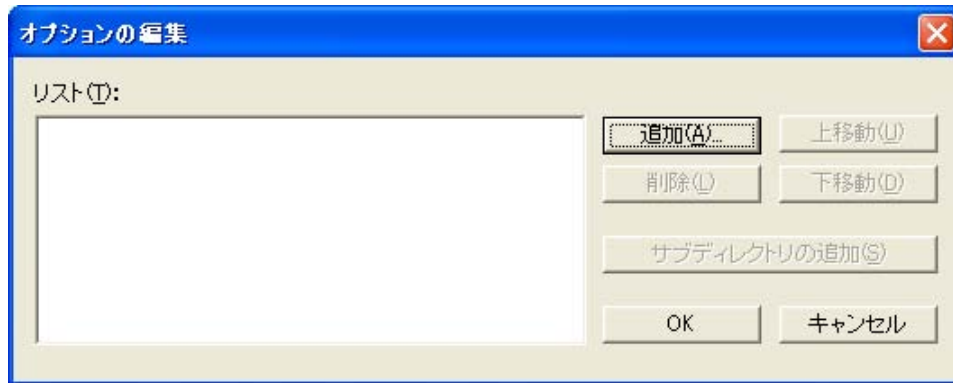 オプションの編集
リスト(T):
追加(A)... 上移動(U)
削除(L) 下移動(D)
サブディレクトリの追加(S)
OK キャンセル